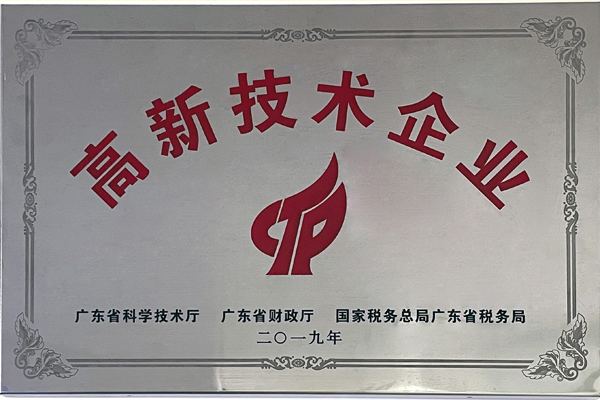 高新技术企业
广东省科学技术厅 广东省财政厅 国家税务总局广东省税务局
二〇一九年